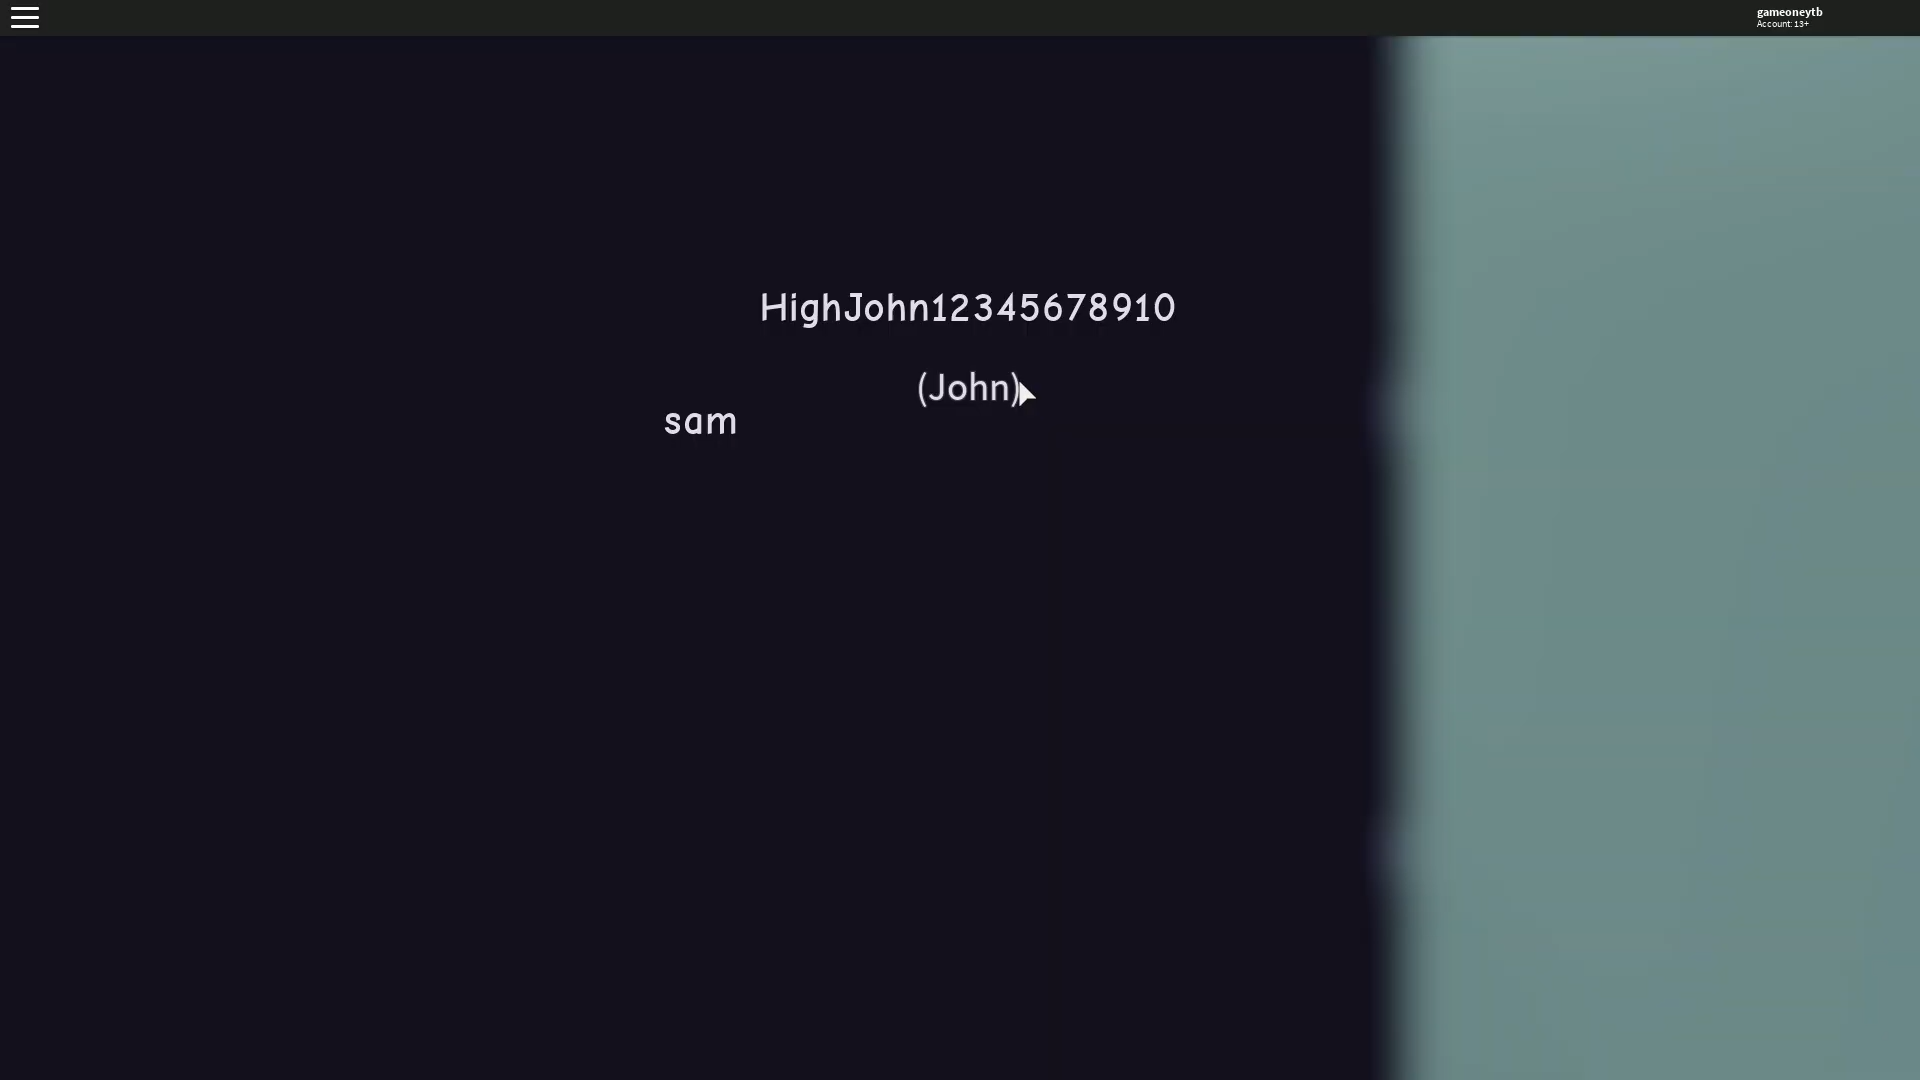 gameoneytb
Account: 13+
HighJohn12345678910
(John)
sam